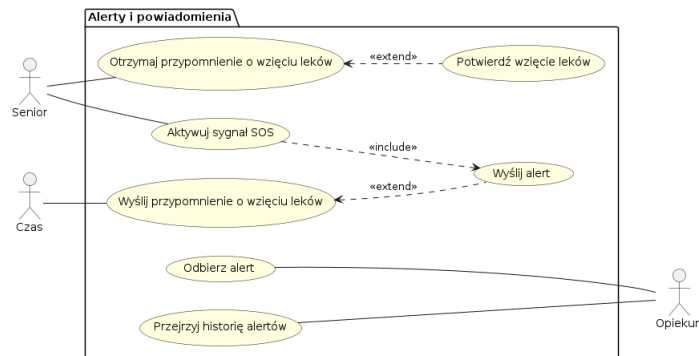 Alerty i powiadomienia
Otrzymaj przypomnienie o wzięciu leków
«extend»
Potwierdź wzięcie leków
Senior
Aktywuj sygnał SOS
«include»
Wyślij alert
«extend»
Wyślij przypomnienie o wzięciu leków
Czas
Odbierz alert
Przejrzyj historię alertów
Opiekun